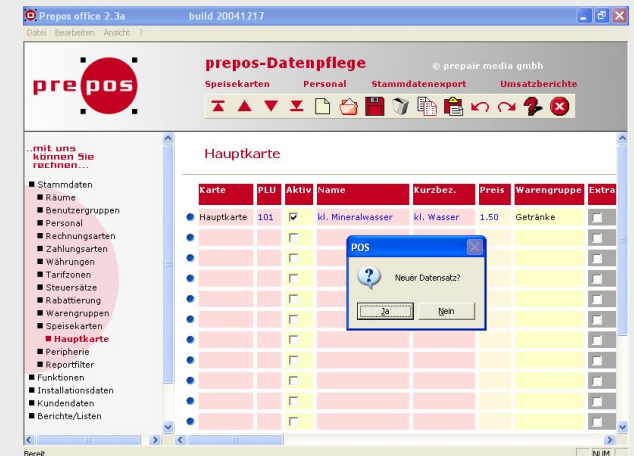 Prepos office 2.3a build 20041217
Datei Bearbeiten Ansicht ?
prepos
prepos-Datenpflege © prepair media gmbh
Speisekarten Personal Stammdatenexport Umsatzberichte
..mit uns
können Sie
rechnen...
Hauptkarte
Stammdaten
Räume
Benutzergruppen
Personal
Rechnungsarten
Zahlungsarten
Währungen
Tarifzonen
Steuersätze
Rabattierung
Warengruppen
Speisekarten
Hauptkarte
Peripherie
Reportfilter
Funktionen
Installationsdaten
Kundendaten
Berichte/Listen
Karte PLU Aktiv Name Kurzbez. Preis Warengruppe Extra
Hauptkarte 101 kl. Mineralwasser kl. Wasser 1.50 Getränke
POS
Neuer Datensatz?
Ja Nein
Bereit NUM